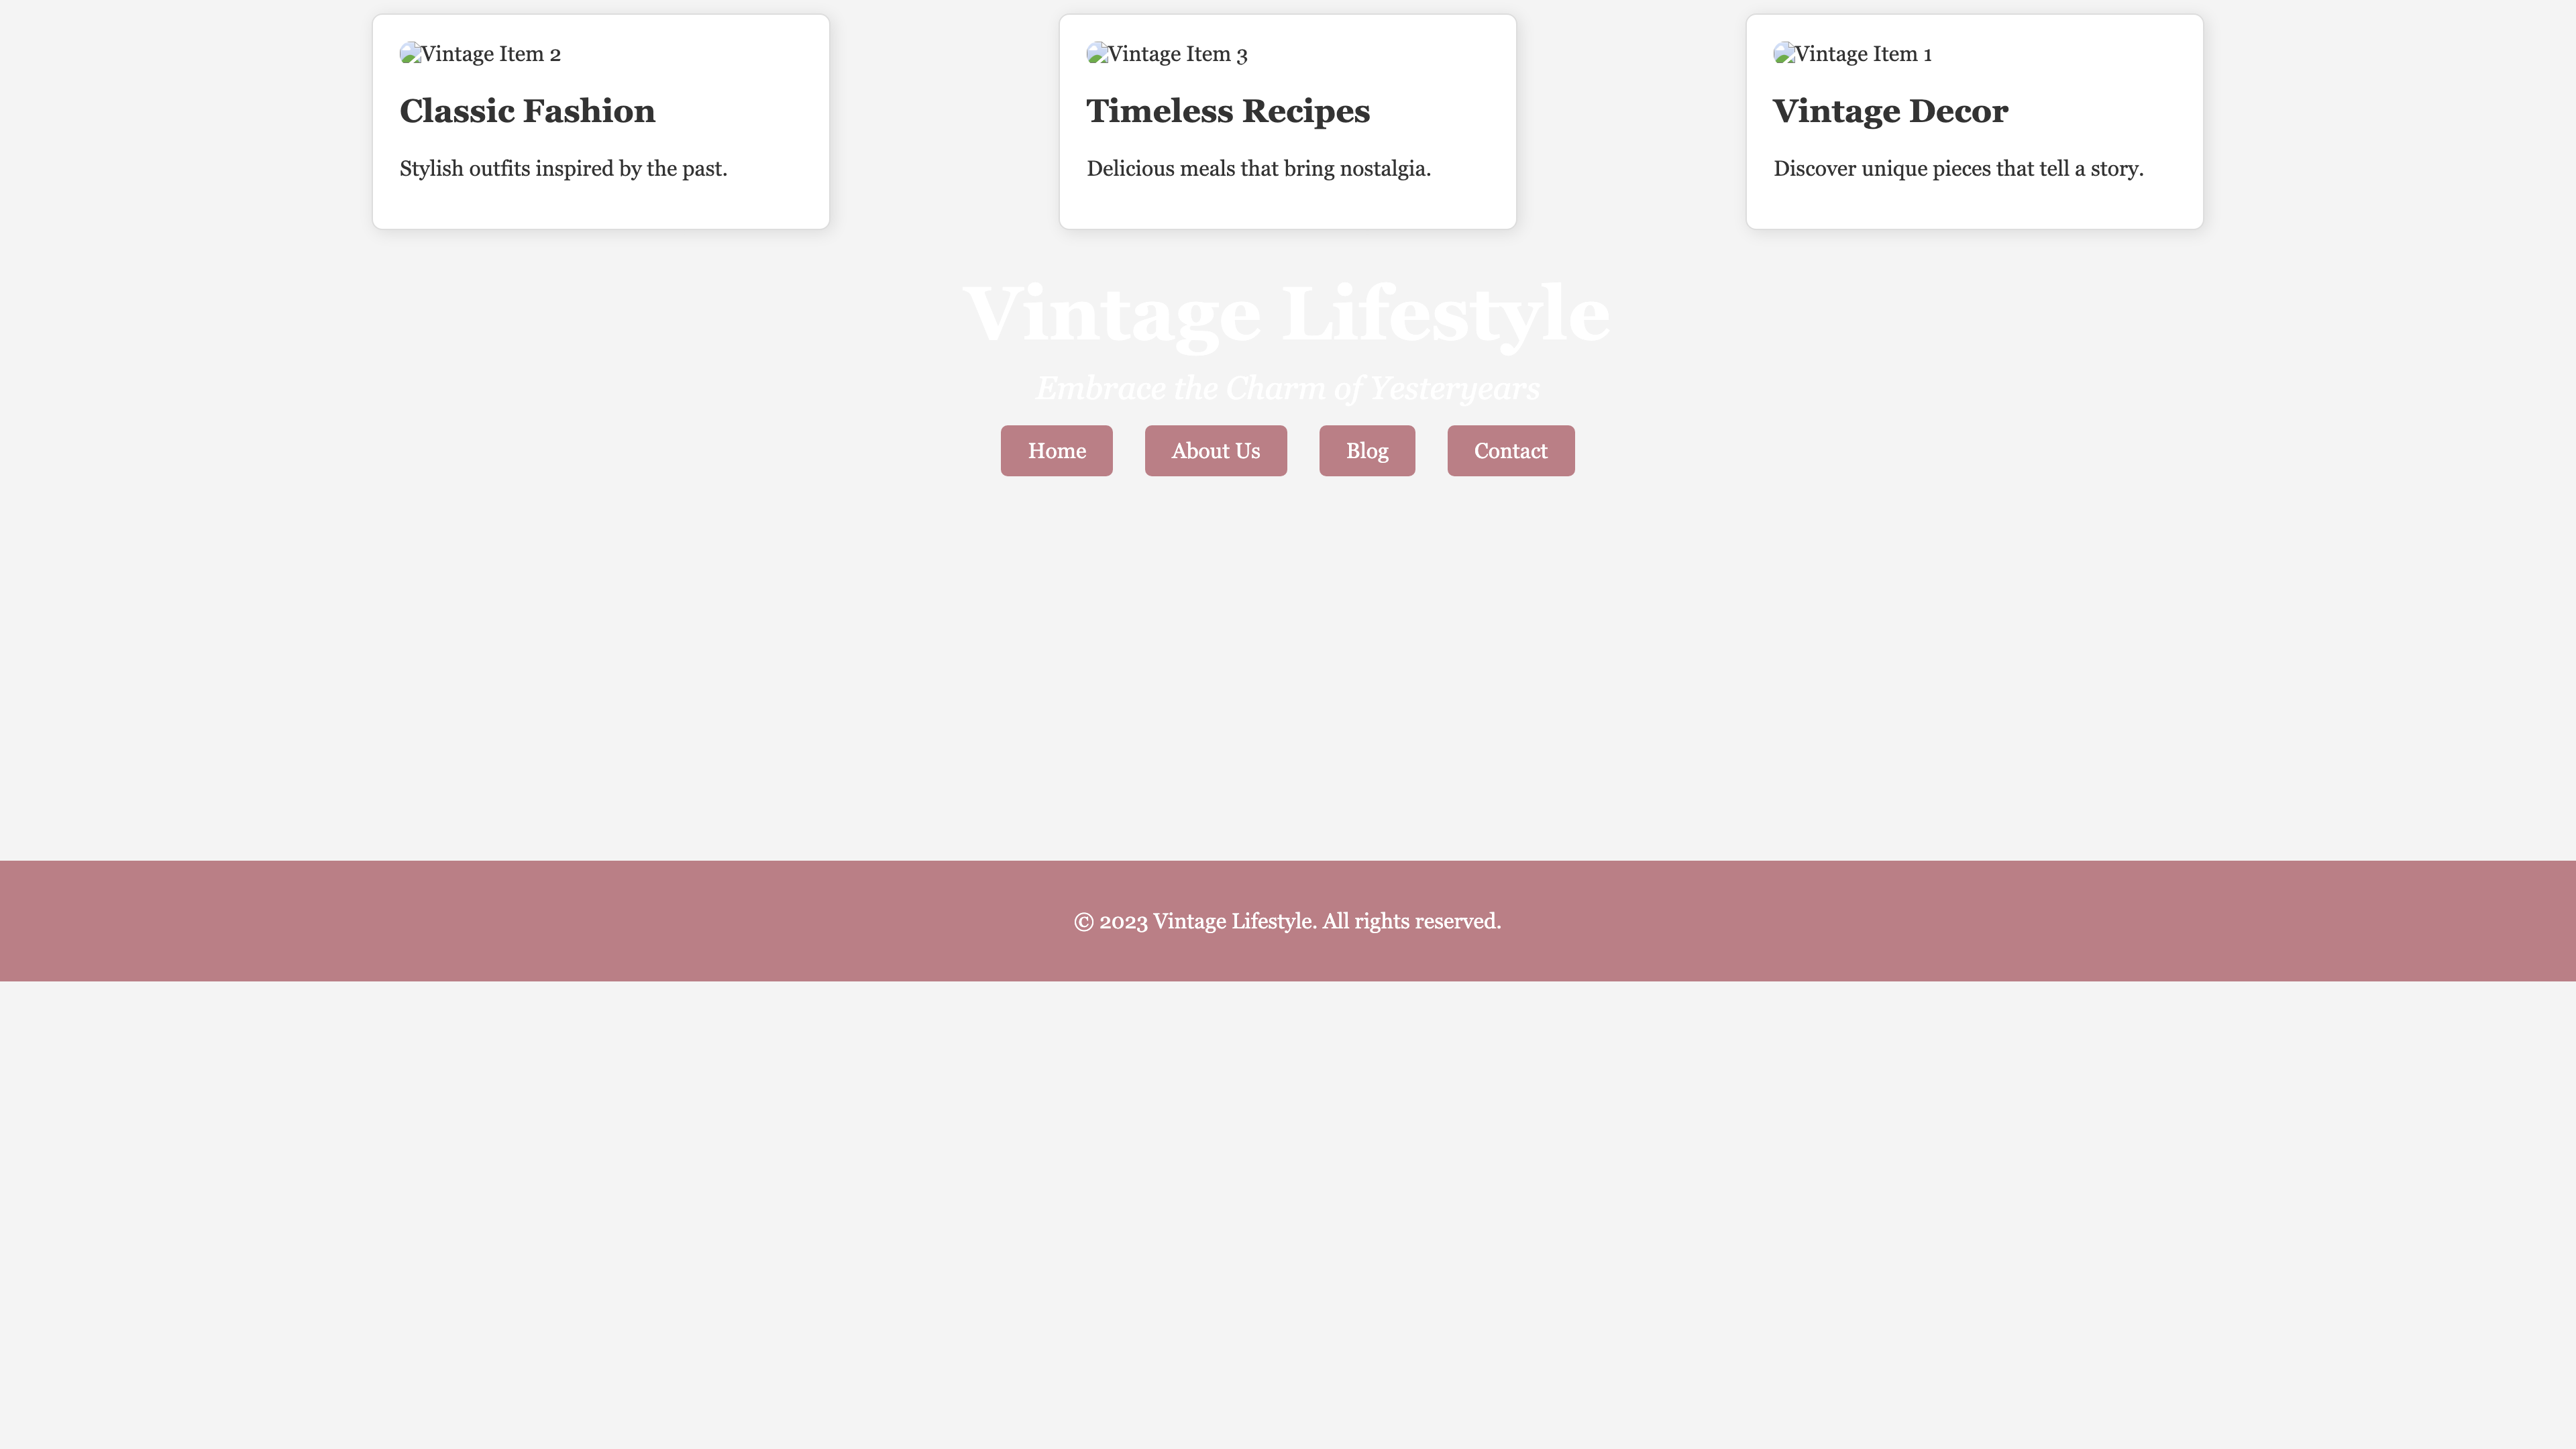 Vintage Item 2
Classic Fashion
Stylish outfits inspired by the past.
Vintage Item 3
Timeless Recipes
Delicious meals that bring nostalgia.
Vintage Item 1
Vintage Decor
Discover unique pieces that tell a story.
Vintage Lifestyle
Embrace the Charm of Yesteryears
Home About Us Blog Contact
© 2023 Vintage Lifestyle. All rights reserved.